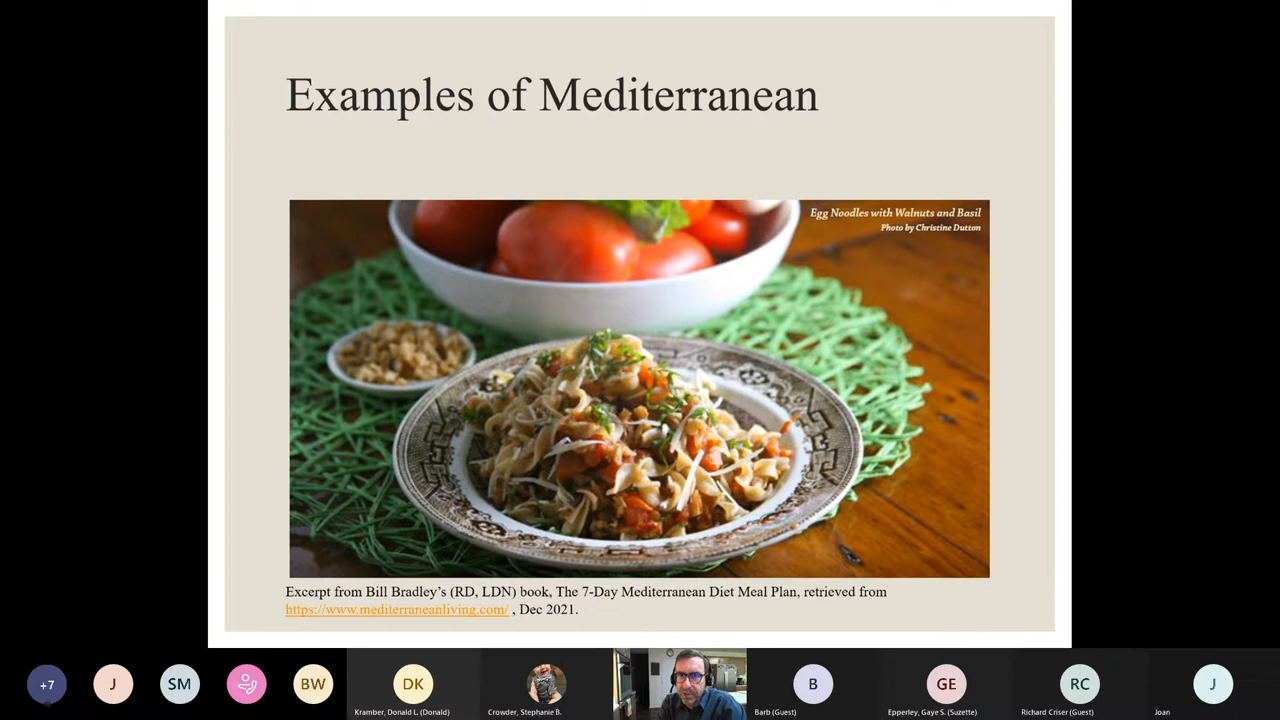 Examples of Mediterranean
Egg Noodles with Walnuts and Basil
Photo by Christine Dutton
Excerpt from Bill Bradley’s (RD, LDN) book, The 7-Day Mediterranean Diet Meal Plan, retrieved from
https://www.mediterraneanliving.com/ , Dec 2021.
+7
J
SM
BW
DK
B
GE
RC
J
Kramber, Donald L. (Donald)
Crowder, Stephanie B.
Barb (Guest)
Epperley, Gaye S. (Suzette)
Richard Criser (Guest)
Joan